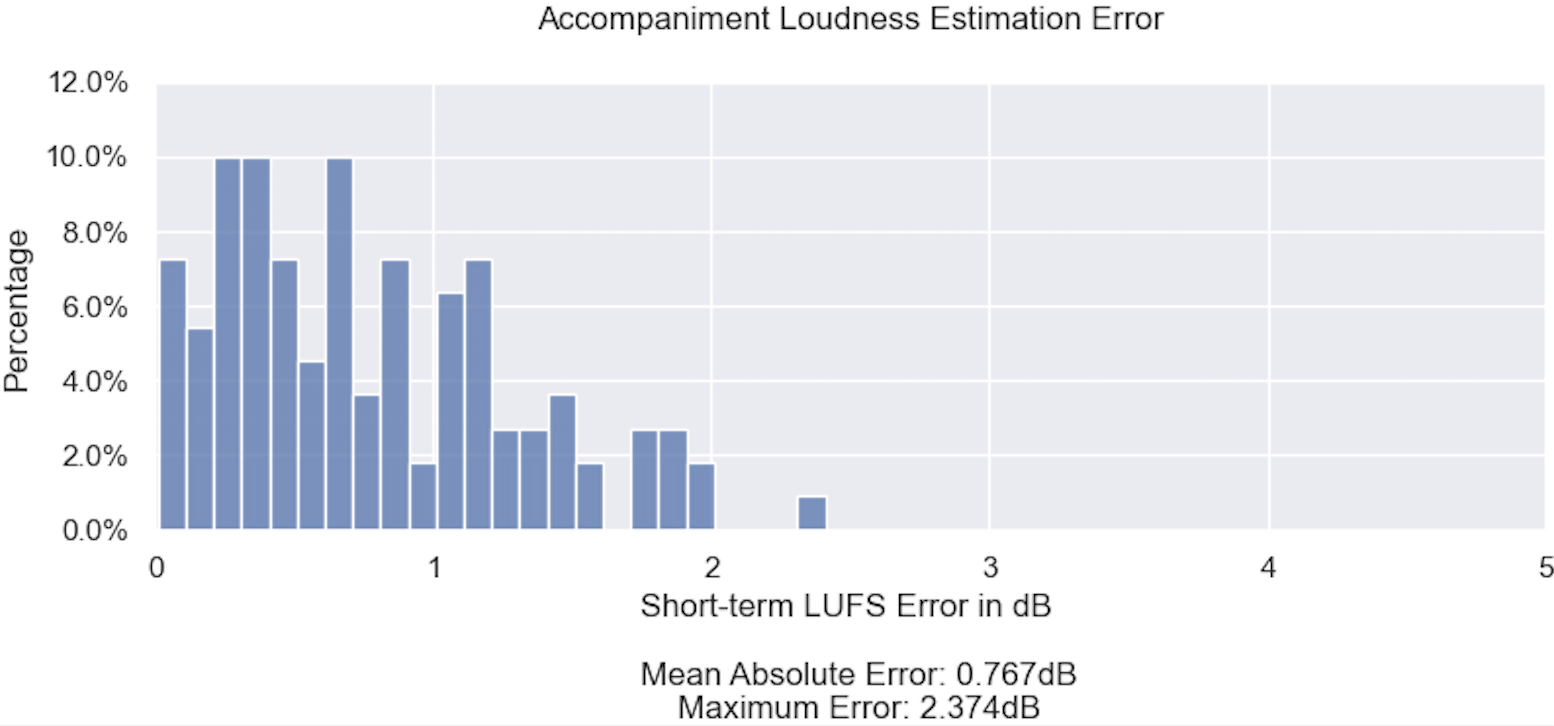 Accompaniment Loudness Estimation Error
12.0%
10.0%
8.0%
6.0%
4.0%
2.0%
0.0%
Percentage
0 1 2 3 4 5
Short-term LUFS Error in dB
Mean Absolute Error: 0.767dB
Maximum Error: 2.374dB